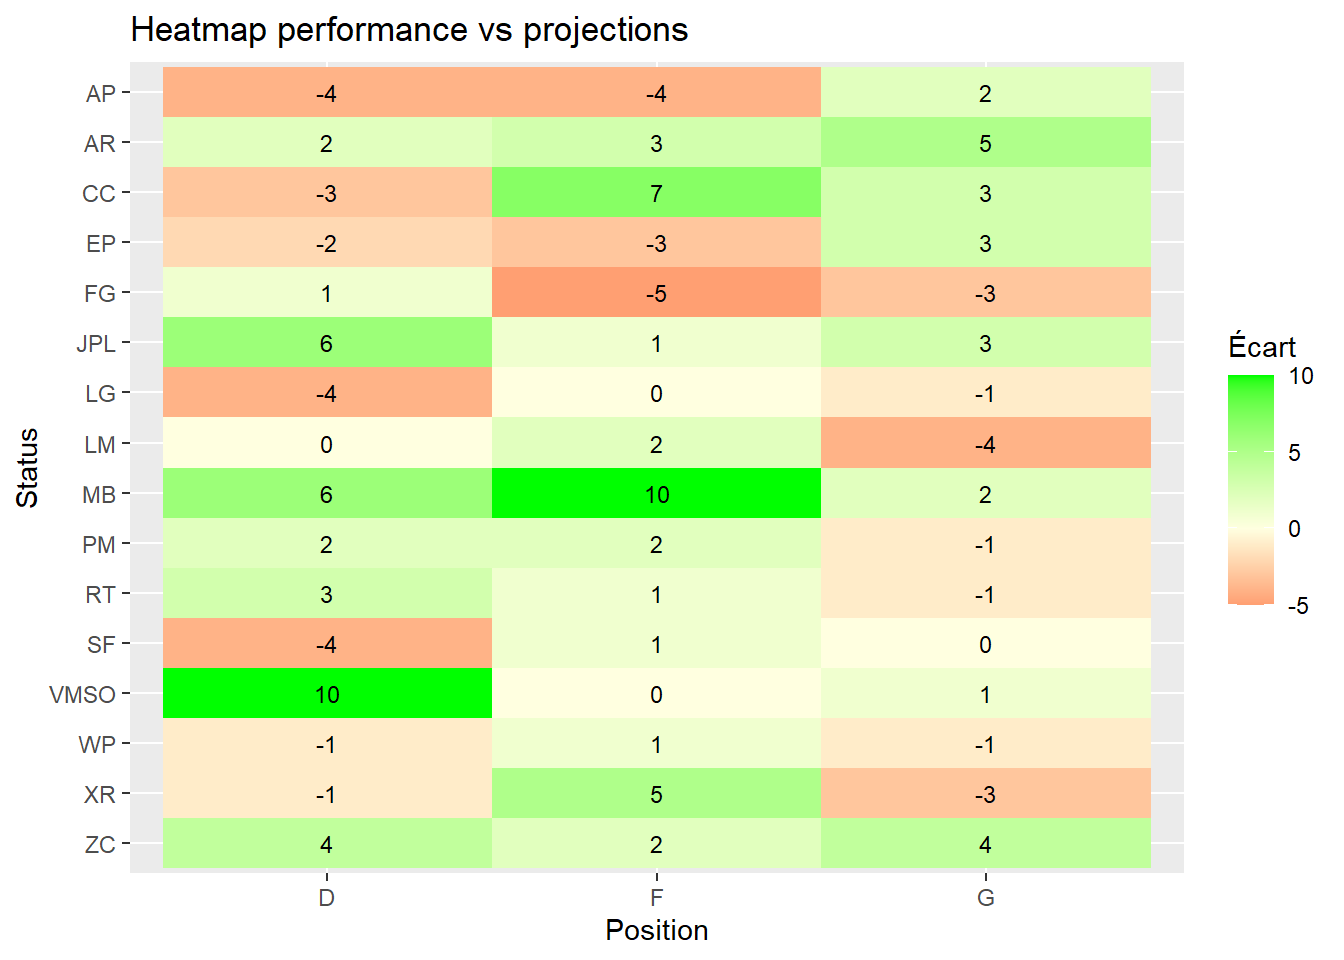 Heatmap performance vs projections
AP -4 -4 2
AR 2 3 5
CC -3 7 3
EP -2 -3 3
FG 1 -5 -3
JPL 6 1 3
LG -4 0 -1
LM 0 2 -4
MB 6 10 2
PM 2 2 -1
RT 3 1 -1
SF -4 1 0
VMSO 10 0 1
WP -1 1 -1
XR -1 5 -3
ZC 4 2 4
D F G
Position
Status
Écart
10
5
0
-5